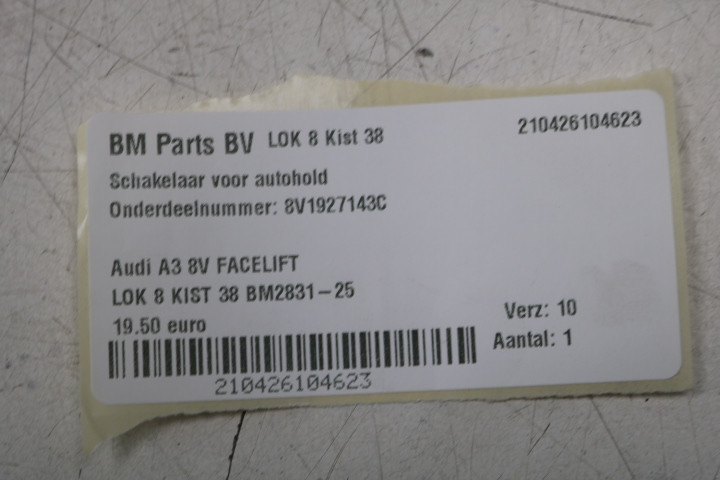 BM Parts BV LOK 8 Kist 38 210426104623
Schakelaar voor autohold
Onderdeelnummer: 8V1927143C
Audi A3 8V FACELIFT
LOK 8 KIST 38 BM2831-25
19.50 euro
Verz: 10
Aantal: 1
210426104623